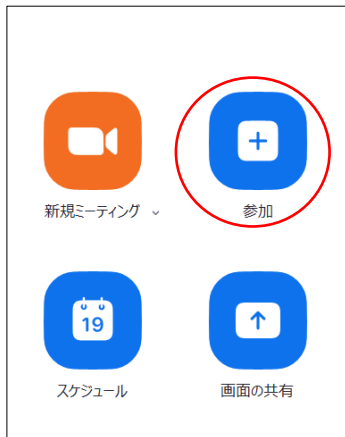 新規ミーティング
参加
19
スケジュール
画面の共有